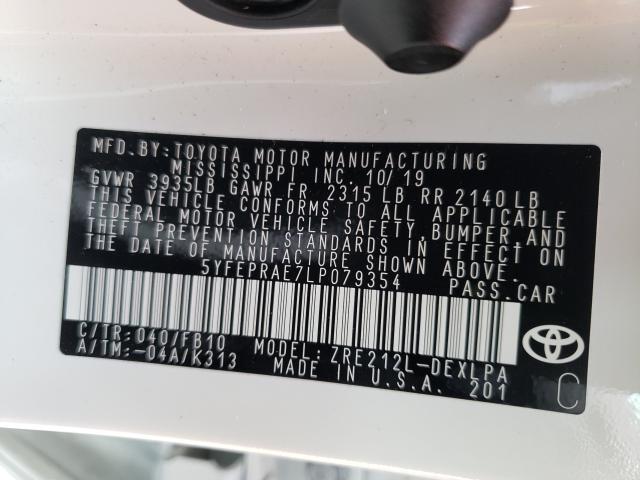 MFD. BY: TOYOTA MOTOR MANUFACTURING
MISSISSIPPI INC. 10/19
GVWR 3935LB GAWR FR 2315 LB RR 2140 LB
THIS VEHICLE CONFORMS TO ALL APPLICABLE
FEDERAL MOTOR VEHICLE SAFETY, BUMPER AND
THEFT PREVENTION STANDARDS IN EFFECT ON
THE DATE OF MANUFACTURE SHOWN ABOVE.
5YFEPRAE7LP079354 PASS.CAR
C/TR: 040/FB10 MODEL: ZRE212L-DEXLPA
A/TM: -04A/K313 MADE IN U.S.A. 201
C